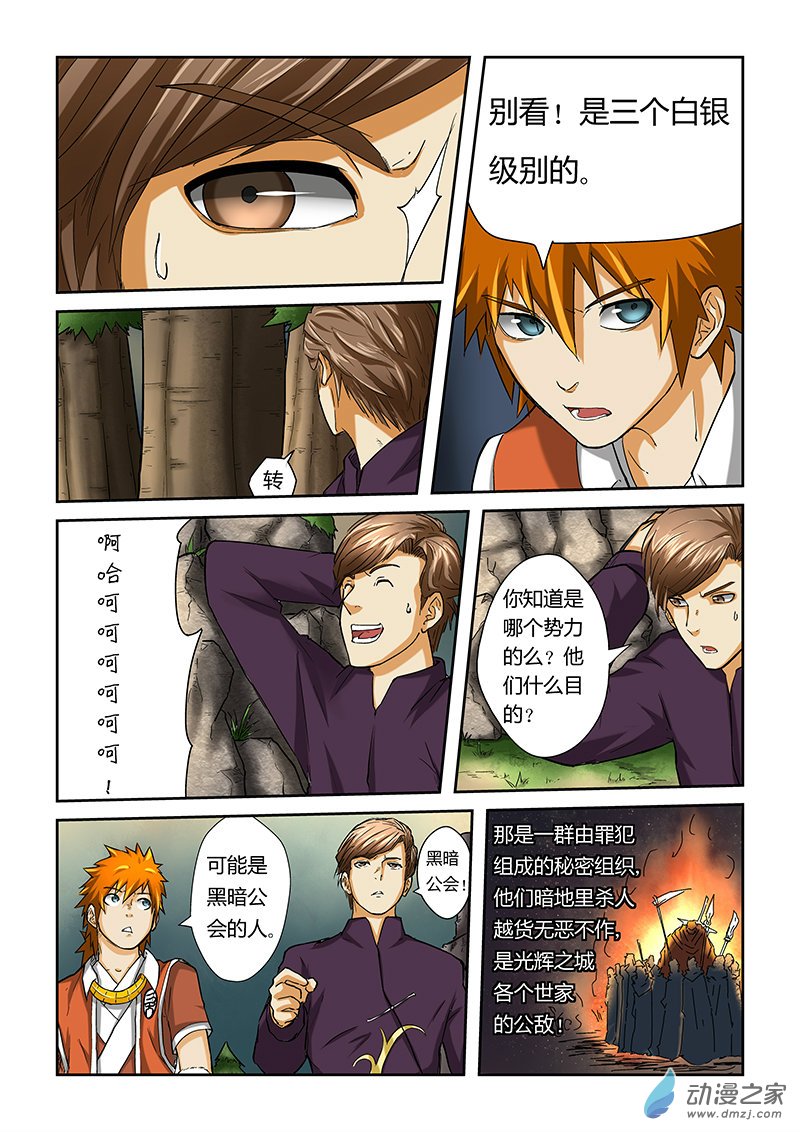 别看！是三个白银
级别的。
转
啊哈呵呵呵呵呵呵！
你知道是
哪个势力
的么？他
们什么目
的？
可能是
黑暗公
会的人。
黑暗
公会！
那是一群由罪犯
组成的秘密组织，
他们暗地里杀人
越货无恶不作，
是光辉之城
各个世家
的公敌！
动漫之家
www.dmzj.com